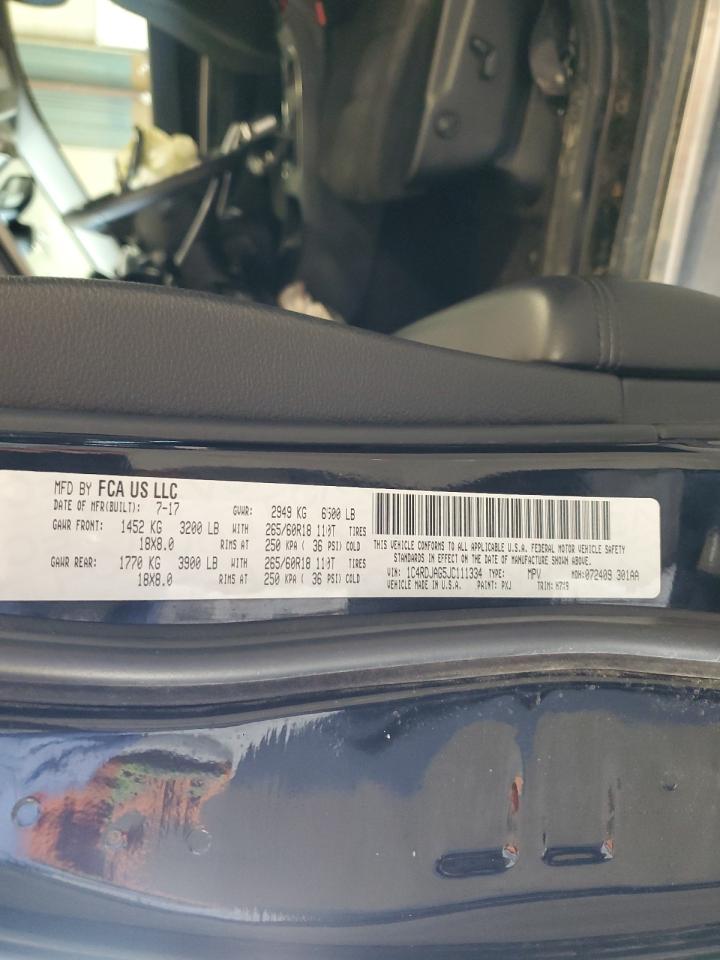 MFD BY FCA US LLC
DATE OF MFR(BUILT): 7-17 GVWR: 2949 KG 6500 LB
GAWR FRONT: 1452 KG 3200 LB WITH 265/60R18 110T TIRES
18X8.0 RIMS AT 250 KPA ( 36 PSI) COLD
GAWR REAR: 1770 KG 3900 LB WITH 265/60R18 110T TIRES
18X8.0 RIMS AT 250 KPA ( 36 PSI) COLD
THIS VEHICLE CONFORMS TO ALL APPLICABLE U.S.A. FEDERAL MOTOR VEHICLE SAFETY
STANDARDS IN EFFECT ON THE DATE OF MANUFACTURE SHOWN ABOVE.
VIN: 1C4RDJAG5JC111334 TYPE: MPV MDH: 072409 301AA
VEHICLE MADE IN U.S.A. PAINT: PXJ TRIM: